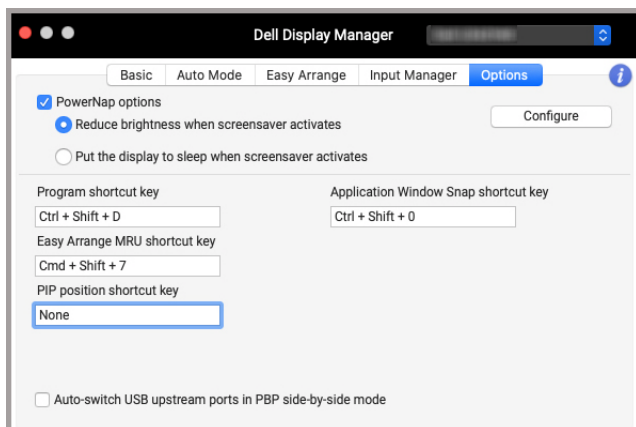 Dell Display Manager
Basic Auto Mode Easy Arrange Input Manager Options
PowerNap options
Reduce brightness when screensaver activates
Configure
Put the display to sleep when screensaver activates
Program shortcut key
Ctrl + Shift + D
Application Window Snap shortcut key
Ctrl + Shift + 0
Easy Arrange MRU shortcut key
Cmd + Shift + 7
PIP position shortcut key
None
Auto-switch USB upstream ports in PBP side-by-side mode